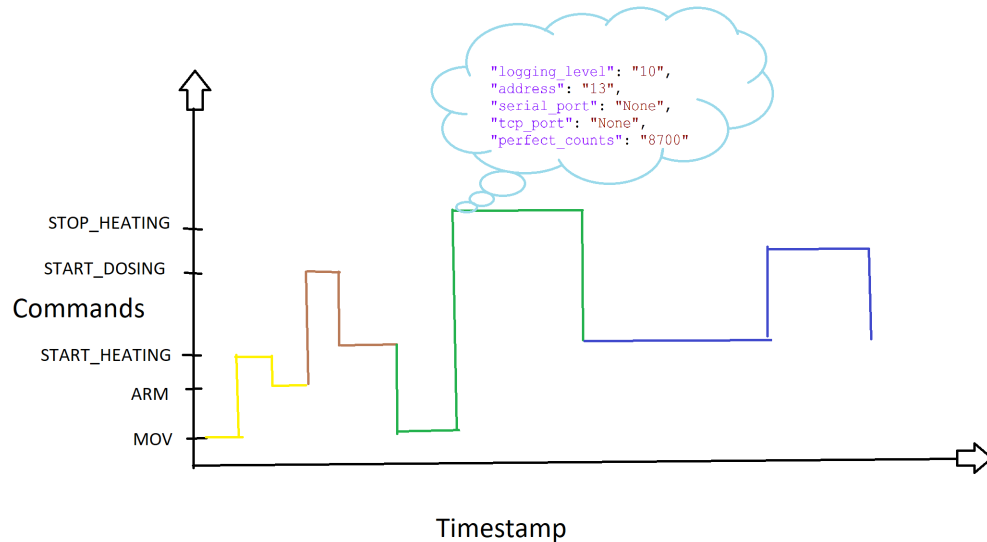 "logging_level": "10",
"address": "13",
"serial_port": "None",
"tcp_port": "None",
"perfect_counts": "8700"
STOP_HEATING
START_DOSING
Commands
START_HEATING
ARM
MOV
Timestamp